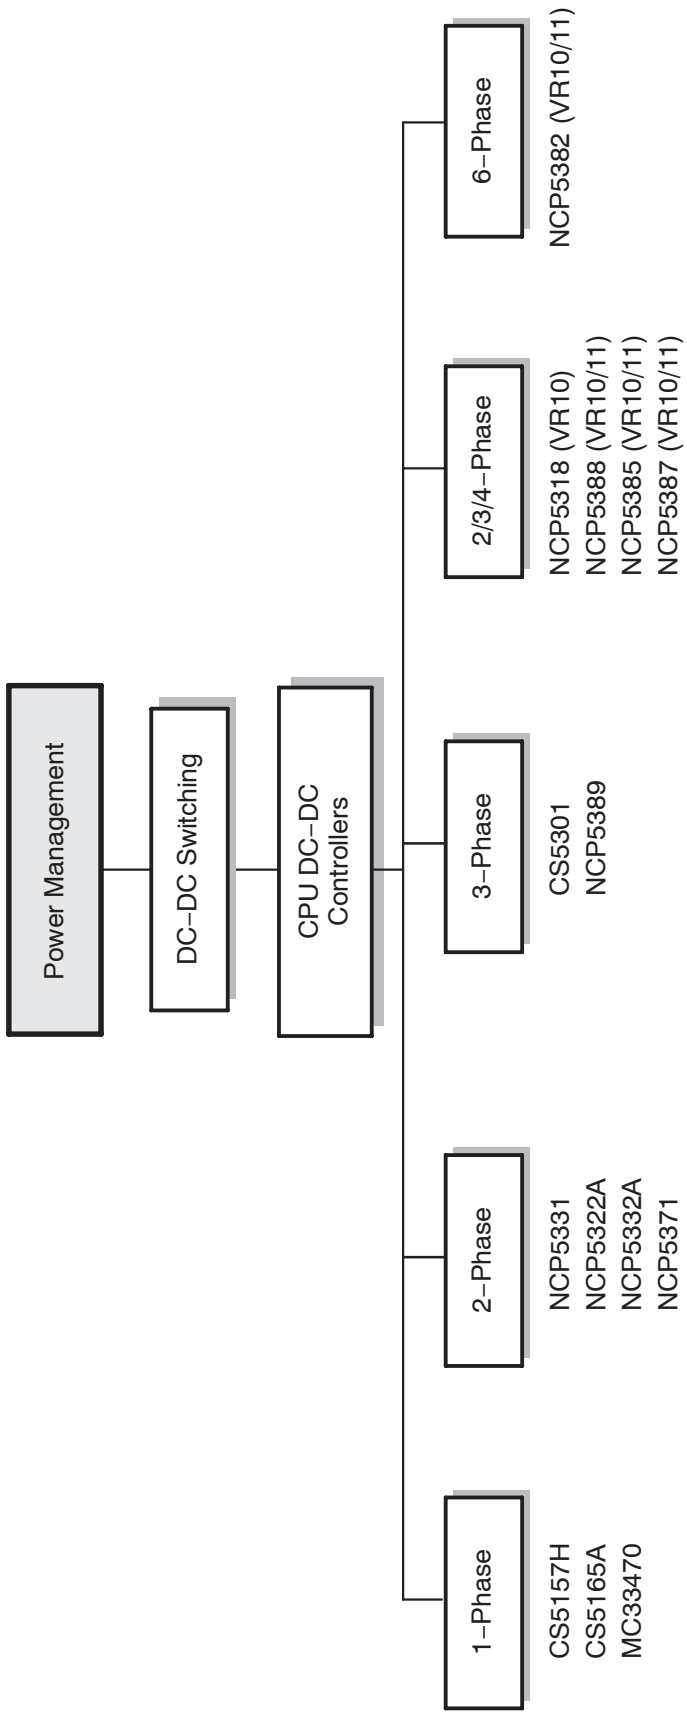 Power Management
DC–DC Switching
CPU DC–DC
Controllers
1–Phase
CS5157H
CS5165A
MC33470
2–Phase
NCP5331
NCP5322A
NCP5332A
NCP5371
3–Phase
CS5301
NCP5389
2/3/4–Phase
NCP5318 (VR10)
NCP5388 (VR10/11)
NCP5385 (VR10/11)
NCP5387 (VR10/11)
6–Phase
NCP5382 (VR10/11)